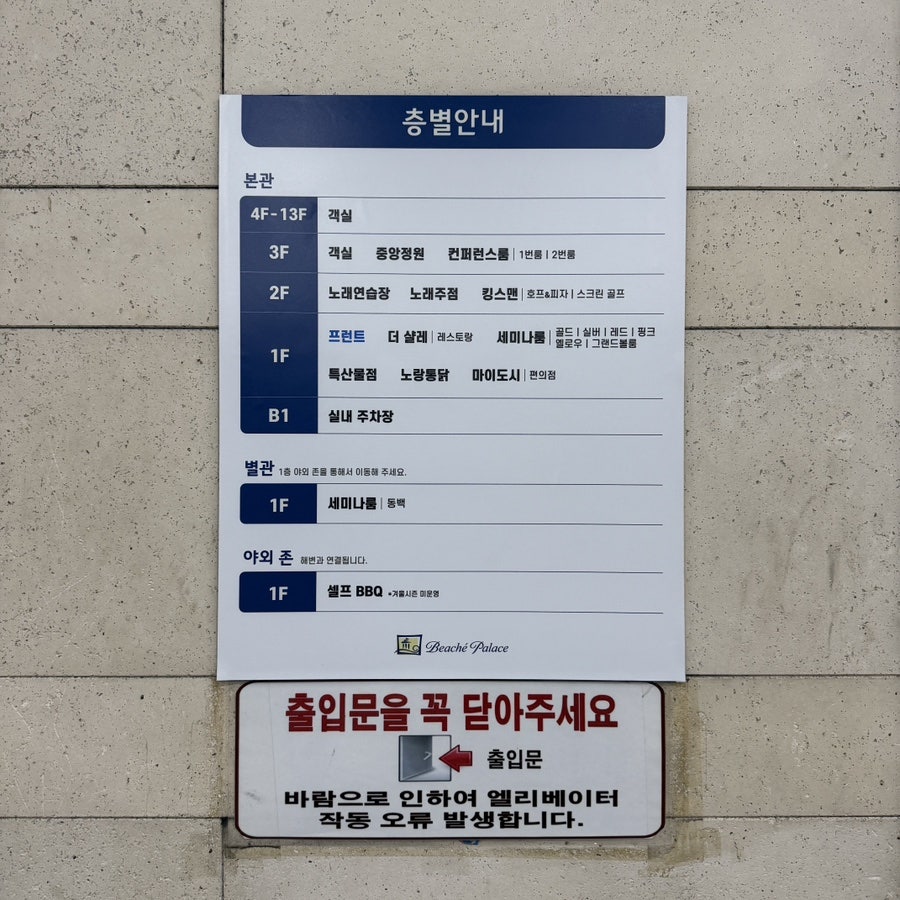 층별안내
본관
4F-13F 객실
3F 객실 중앙정원 컨퍼런스룸 | 1번룸 | 2번룸
2F 노래연습장 노래주점 킹스맨 | 호프&피자 | 스크린 골프
1F 프런트 더 샬레 | 레스토랑 세미나룸 | 골드 | 실버 | 레드 | 핑크
옐로우 | 그랜드볼룸
특산물점 노랑통닭 마이도시 | 편의점
B1 실내 주차장
별관 1층 야외 존을 통해서 이동해 주세요.
1F 세미나룸 | 동백
야외 존 해변과 연결됩니다.
1F 셀프 BBQ *겨울시즌 미운영
Beaché Palace
출입문을 꼭 닫아주세요
출입문
바람으로 인하여 엘리베이터
작동 오류 발생합니다.